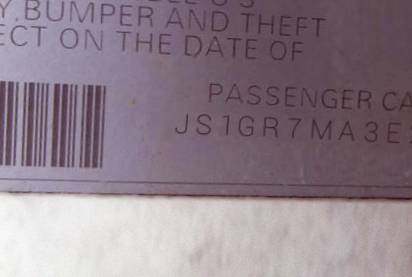 Y,BUMPER AND THEFT
ECT ON THE DATE OF
PASSENGER CA
JS1GR7MA3E